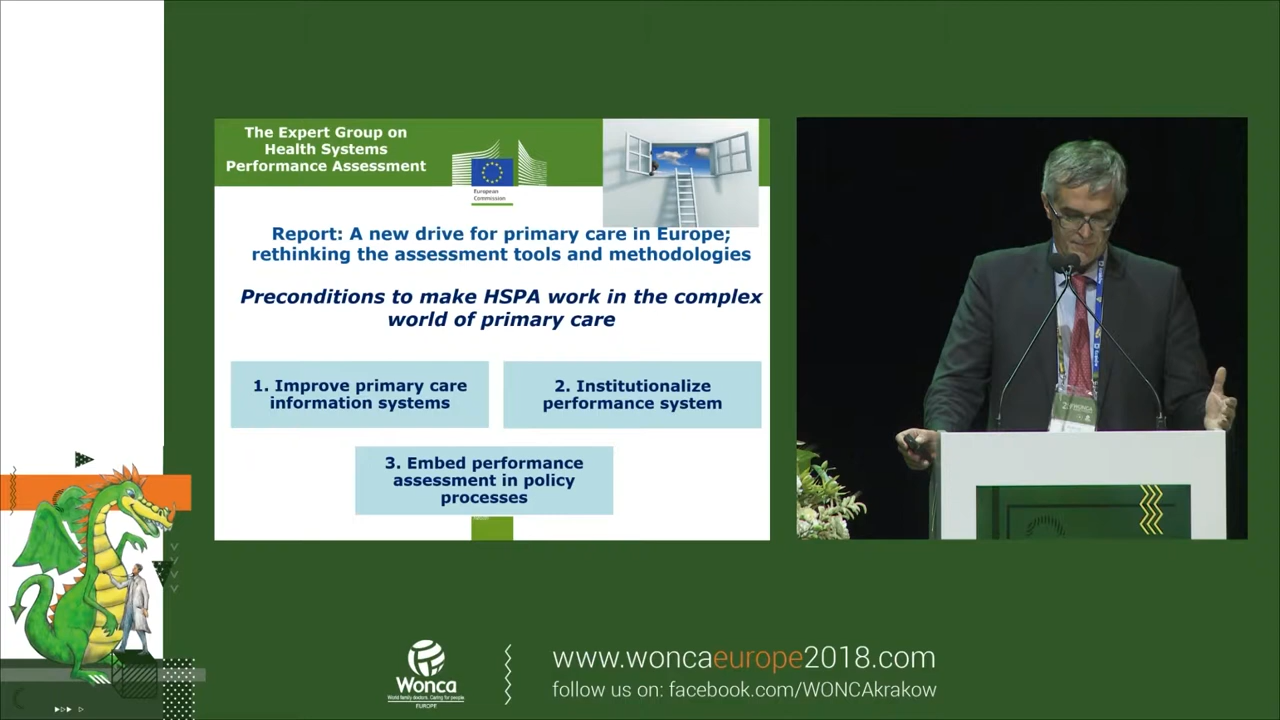 The Expert Group on
Health Systems
Performance Assessment
European
Commission
Report: A new drive for primary care in Europe;
rethinking the assessment tools and methodologies
Preconditions to make HSPA work in the complex
world of primary care
1. Improve primary care
information systems
2. Institutionalize
performance system
3. Embed performance
assessment in policy
processes
Wonca
World family doctors. Caring for people.
EUROPE
www.woncaeurope2018.com
follow us on: facebook.com/WONCAkrakow